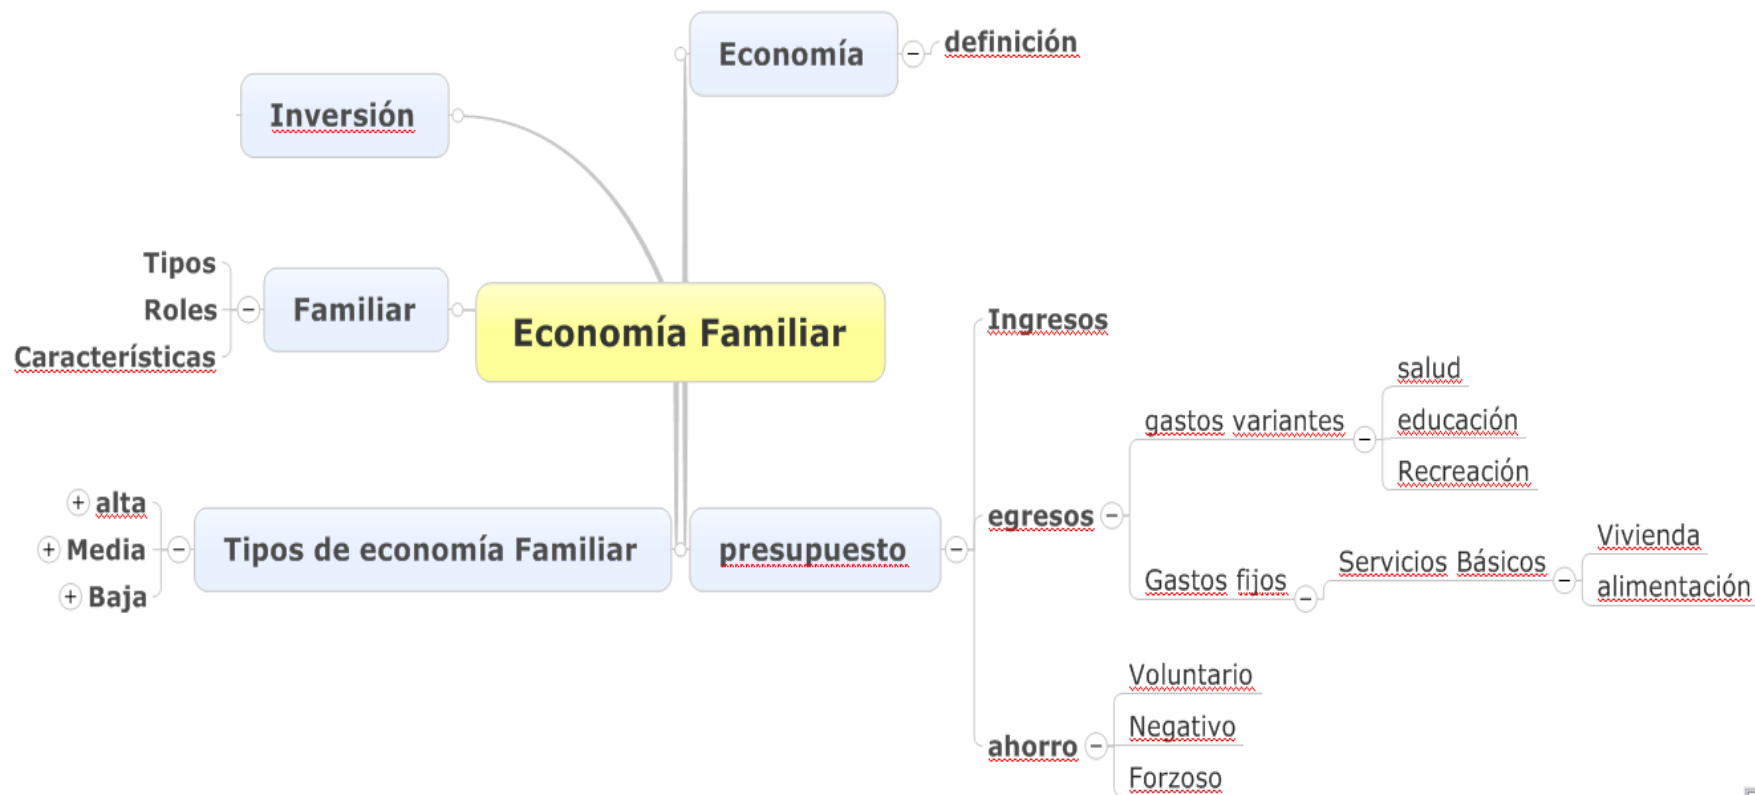 Economía
definición
Inversión
Economía Familiar
Familiar
Tipos
Roles
Características
Tipos de economía Familiar
alta
Media
Baja
presupuesto
Ingresos
egresos
gastos variantes
salud
educación
Recreación
Gastos fijos
Servicios Básicos
Vivienda
alimentación
ahorro
Voluntario
Negativo
Forzoso